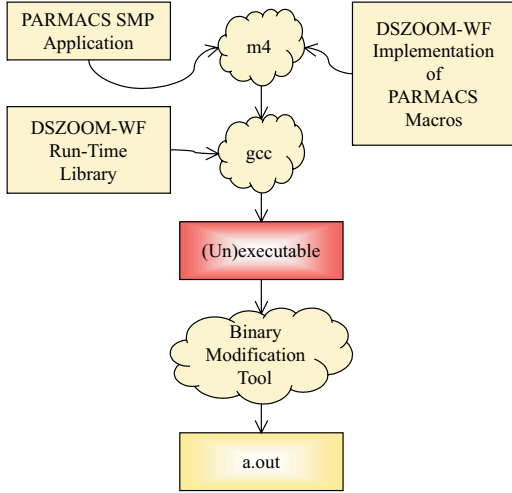 PARMACS SMP
Application
m4
DSZOOM-WF
Implementation
of
PARMACS
Macros
DSZOOM-WF
Run-Time
Library
gcc
(Un)executable
Binary
Modification
Tool
a.out